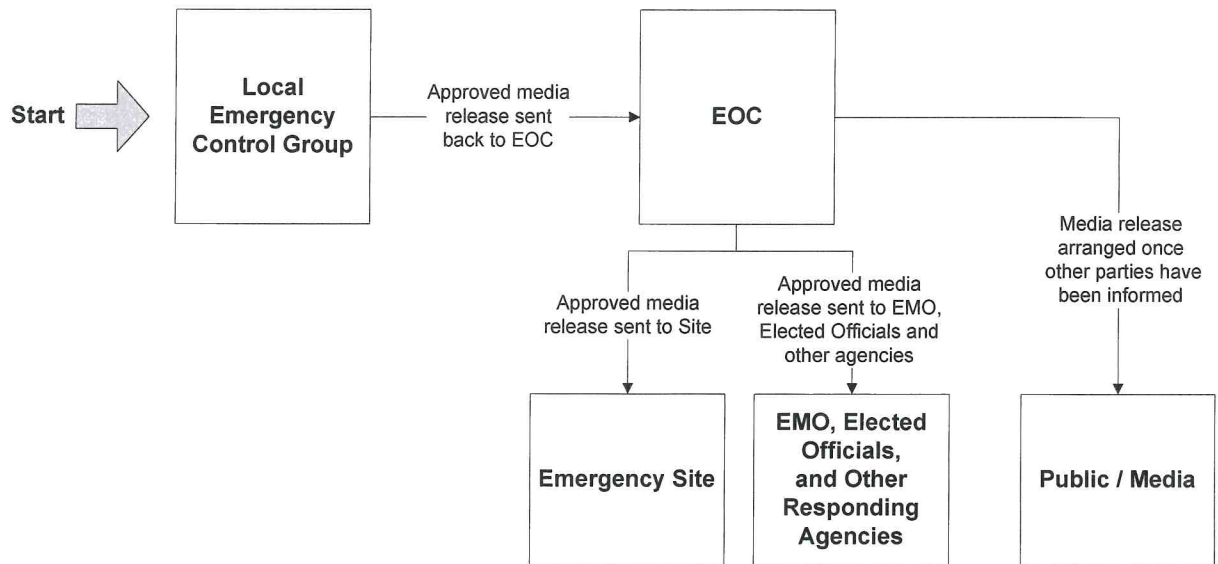 Start
Local
Emergency
Control Group
Approved media
release sent
back to EOC
EOC
Media release
arranged once
other parties have
been informed
Approved media
release sent to Site
Approved media
release sent to EMO,
Elected Officials and
other agencies
Emergency Site
EMO, Elected
Officials,
and Other
Responding
Agencies
Public / Media